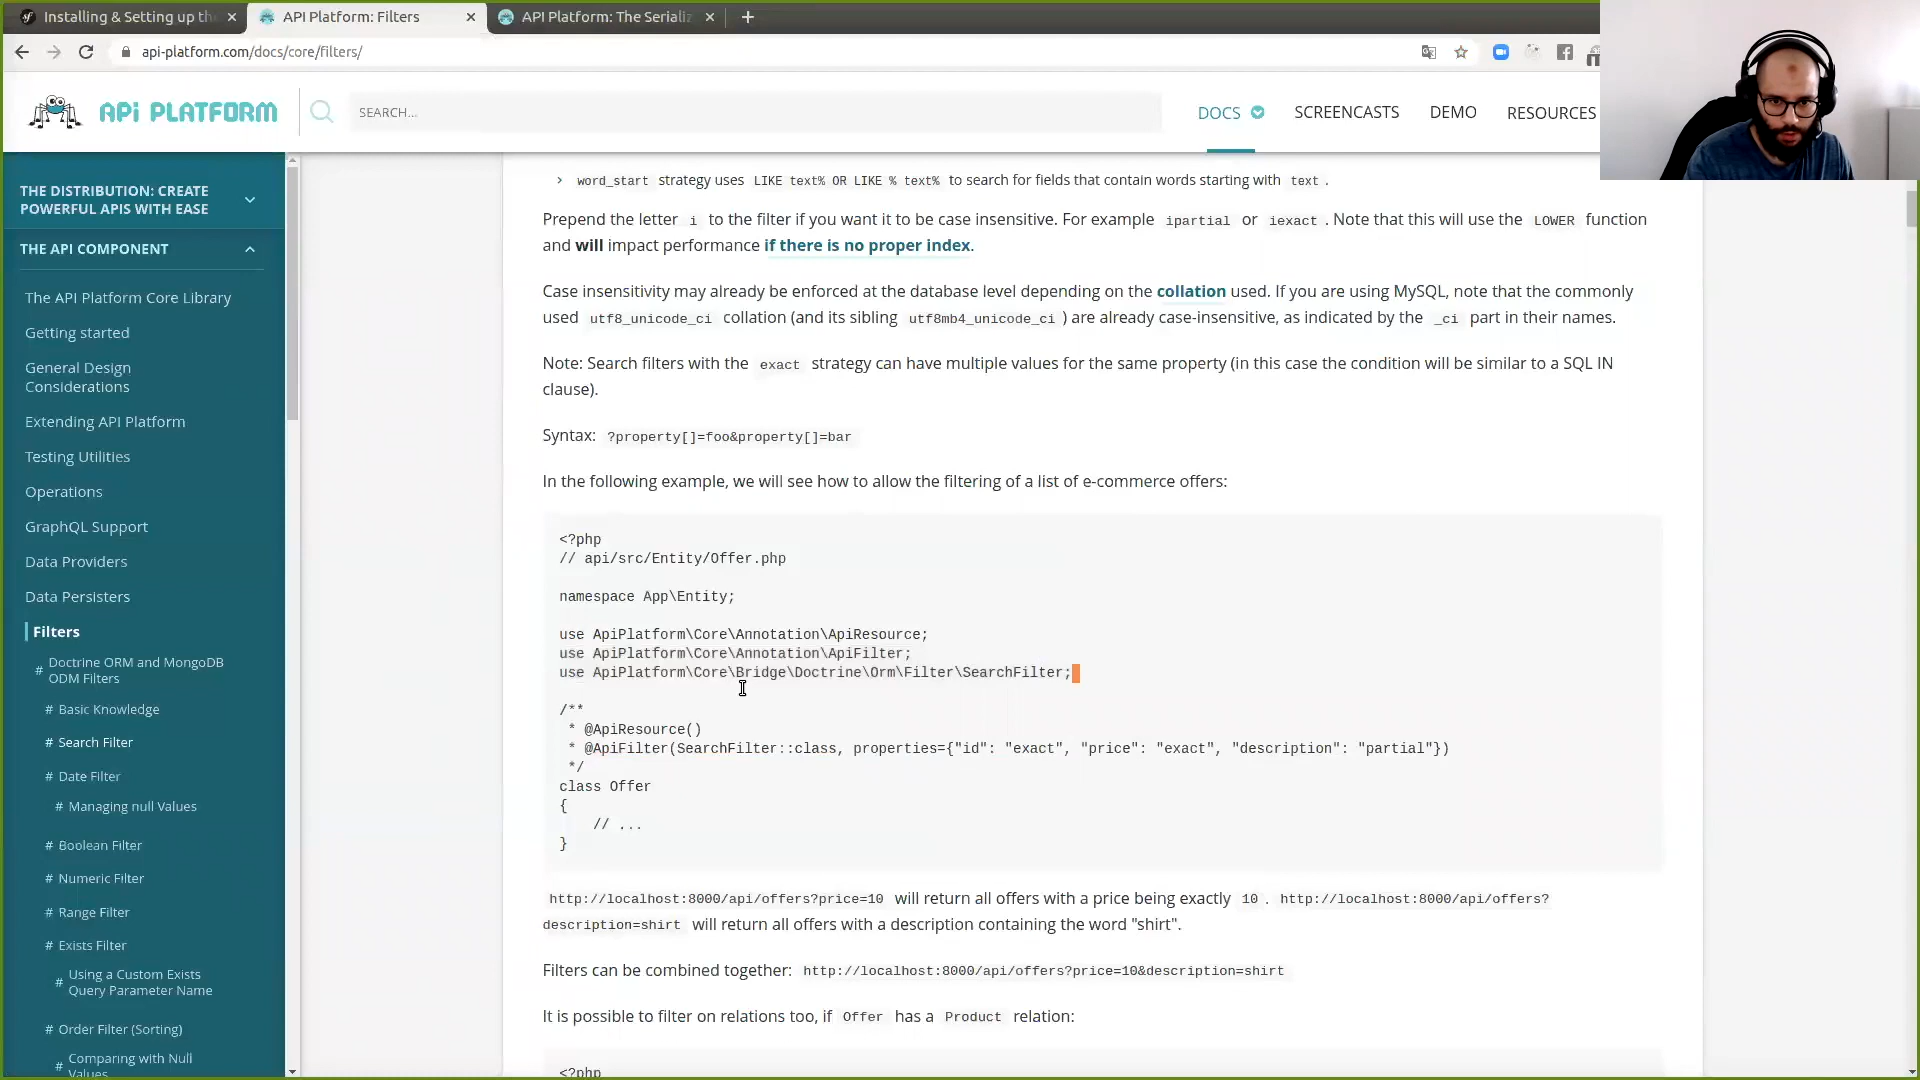 Installing & Setting up th
API Platform: Filters
API Platform: The Serializ
api-platform.com/docs/core/filters/
API PLATFORM
SEARCH...
DOCS
SCREENCASTS
DEMO
RESOURCES
THE DISTRIBUTION: CREATE
POWERFUL APIS WITH EASE
THE API COMPONENT
The API Platform Core Library
Getting started
General Design
Considerations
Extending API Platform
Testing Utilities
Operations
GraphQL Support
Data Providers
Data Persisters
Filters
# Doctrine ORM and MongoDB
ODM Filters
# Basic Knowledge
# Search Filter
# Date Filter
# Managing null Values
# Boolean Filter
# Numeric Filter
# Range Filter
# Exists Filter
# Using a Custom Exists
Query Parameter Name
# Order Filter (Sorting)
# Comparing with Null
Values
word_start strategy uses LIKE text% OR LIKE % text% to search for fields that contain words starting with text .
Prepend the letter i to the filter if you want it to be case insensitive. For example ipartial or iexact . Note that this will use the LOWER function
and will impact performance if there is no proper index.
Case insensitivity may already be enforced at the database level depending on the collation used. If you are using MySQL, note that the commonly
used utf8_unicode_ci collation (and its sibling utf8mb4_unicode_ci ) are already case-insensitive, as indicated by the _ci part in their names.
Note: Search filters with the exact strategy can have multiple values for the same property (in this case the condition will be similar to a SQL IN
clause).
Syntax: ?property[]=foo&property[]=bar
In the following example, we will see how to allow the filtering of a list of e-commerce offers:
<?php
// api/src/Entity/Offer.php
namespace App\Entity;
use ApiPlatform\Core\Annotation\ApiResource;
use ApiPlatform\Core\Annotation\ApiFilter;
use ApiPlatform\Core\Bridge\Doctrine\Orm\Filter\SearchFilter;
/**
* @ApiResource()
* @ApiFilter(SearchFilter::class, properties={"id": "exact", "price": "exact", "description": "partial"})
*/
class Offer
{
// ...
}
http://localhost:8000/api/offers?price=10 will return all offers with a price being exactly 10 . http://localhost:8000/api/offers?
description=shirt will return all offers with a description containing the word "shirt".
Filters can be combined together: http://localhost:8000/api/offers?price=10&description=shirt
It is possible to filter on relations too, if Offer has a Product relation:
<?php